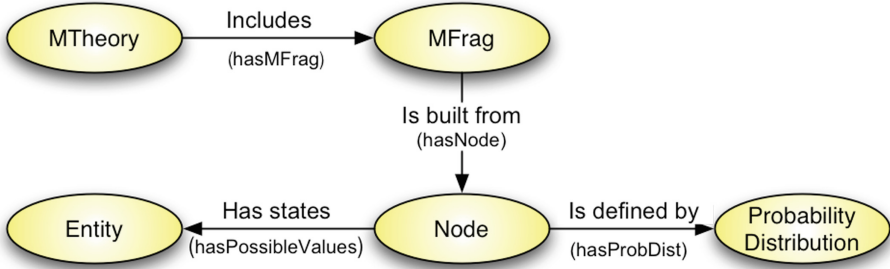 MTheory
Includes
(hasMFrag)
MFrag
Is built from
(hasNode)
Entity
Has states
(hasPossibleValues)
Node
Is defined by
(hasProbDist)
Probability
Distribution